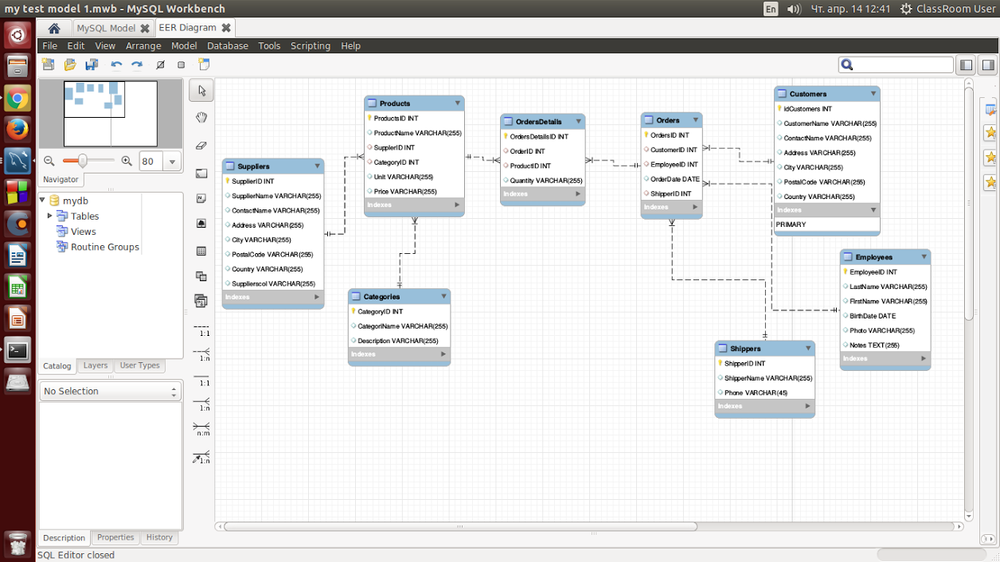 my test model 1.mwb - MySQL Workbench
En
Чт. апр. 14 12:41
ClassRoom User
MySQL Model
EER Diagram
File Edit View Arrange Model Database Tools Scripting Help
80
Navigator
mydb
Tables
Views
Routine Groups
Catalog Layers User Types
No Selection
Description Properties History
SQL Editor closed
1:1
1:n
1:1
1:n
n:m
1:n
Suppliers
SupplierID INT
SupplierName VARCHAR(255)
ContactName VARCHAR(255)
Address VARCHAR(255)
City VARCHAR(255)
PostalCode VARCHAR(255)
Country VARCHAR(255)
Supplierscol VARCHAR(255)
Indexes
Products
ProductsID INT
ProductName VARCHAR(255)
SupplierID INT
CategoryID INT
Unit VARCHAR(255)
Price VARCHAR(255)
Indexes
Categories
CategoryID INT
CategoriName VARCHAR(255)
Description VARCHAR(255)
Indexes
OrdersDetails
OrdersDetailsID INT
OrderID INT
ProductID INT
Quantity VARCHAR(255)
Indexes
Orders
OrdersID INT
CustomerID INT
EmployeeID INT
OrderDate DATE
ShipperID INT
Indexes
Customers
idCustomers INT
CustomerName VARCHAR(255)
ContactName VARCHAR(255)
Address VARCHAR(255)
City VARCHAR(255)
PostalCode VARCHAR(255)
Country VARCHAR(255)
Indexes
PRIMARY
Employees
EmployeeID INT
LastName VARCHAR(255)
FirstName VARCHAR(255)
BirthDate DATE
Photo VARCHAR(255)
Notes TEXT(255)
Indexes
Shippers
ShipperID INT
ShipperName VARCHAR(255)
Phone VARCHAR(45)
Indexes